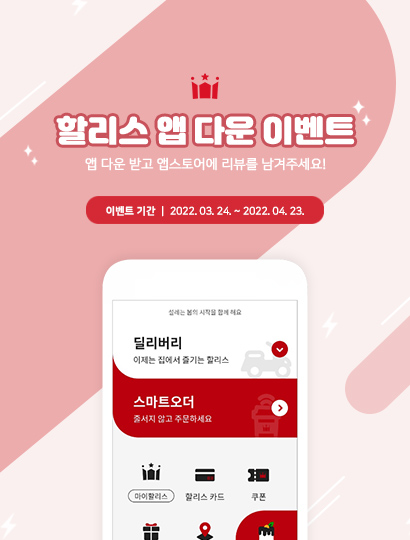 할리스 앱 다운 이벤트
앱 다운 받고 앱스토어에 리뷰를 남겨주세요!
이벤트 기간 | 2022. 03. 24. ~ 2022. 04. 23.
설레는 봄의 시작을 함께 해요
딜리버리
이제는 집에서 즐기는 할리스
스마트오더
줄서지 않고 주문하세요
마이할리스 할리스 카드 쿠폰